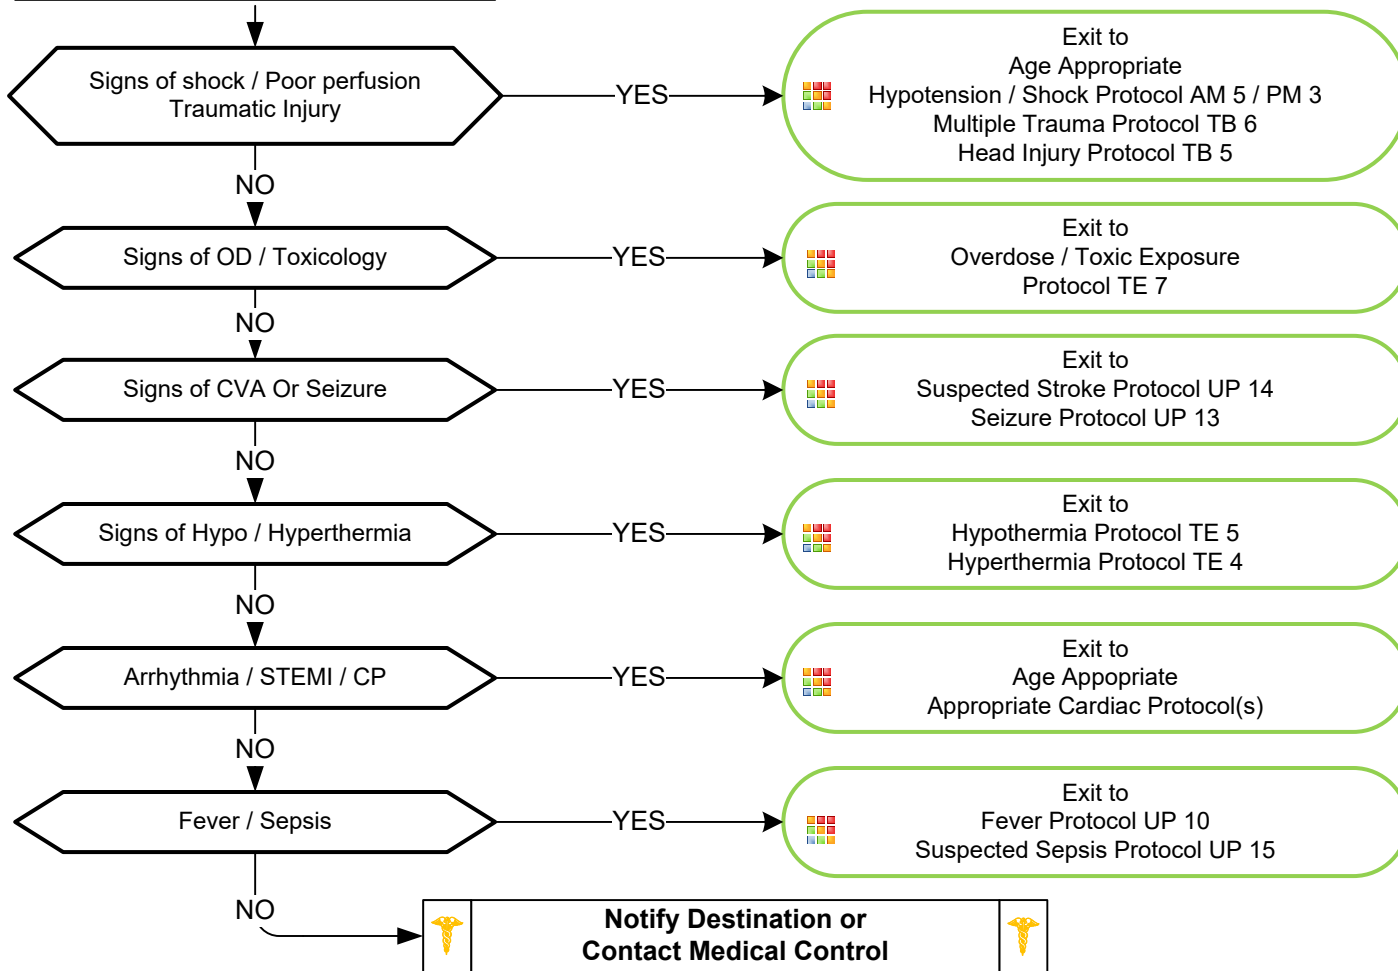 Signs of shock / Poor perfusion
Traumatic Injury
YES
Exit to
Age Appropriate
Hypotension / Shock Protocol AM 5 / PM 3
Multiple Trauma Protocol TB 6
Head Injury Protocol TB 5
NO
Signs of OD / Toxicology
YES
Exit to
Overdose / Toxic Exposure
Protocol TE 7
NO
Signs of CVA Or Seizure
YES
Exit to
Suspected Stroke Protocol UP 14
Seizure Protocol UP 13
NO
Signs of Hypo / Hyperthermia
YES
Exit to
Hypothermia Protocol TE 5
Hyperthermia Protocol TE 4
NO
Arrhythmia / STEMI / CP
YES
Exit to
Age Appopriate
Appropriate Cardiac Protocol(s)
NO
Fever / Sepsis
YES
Exit to
Fever Protocol UP 10
Suspected Sepsis Protocol UP 15
NO
Notify Destination or
Contact Medical Control